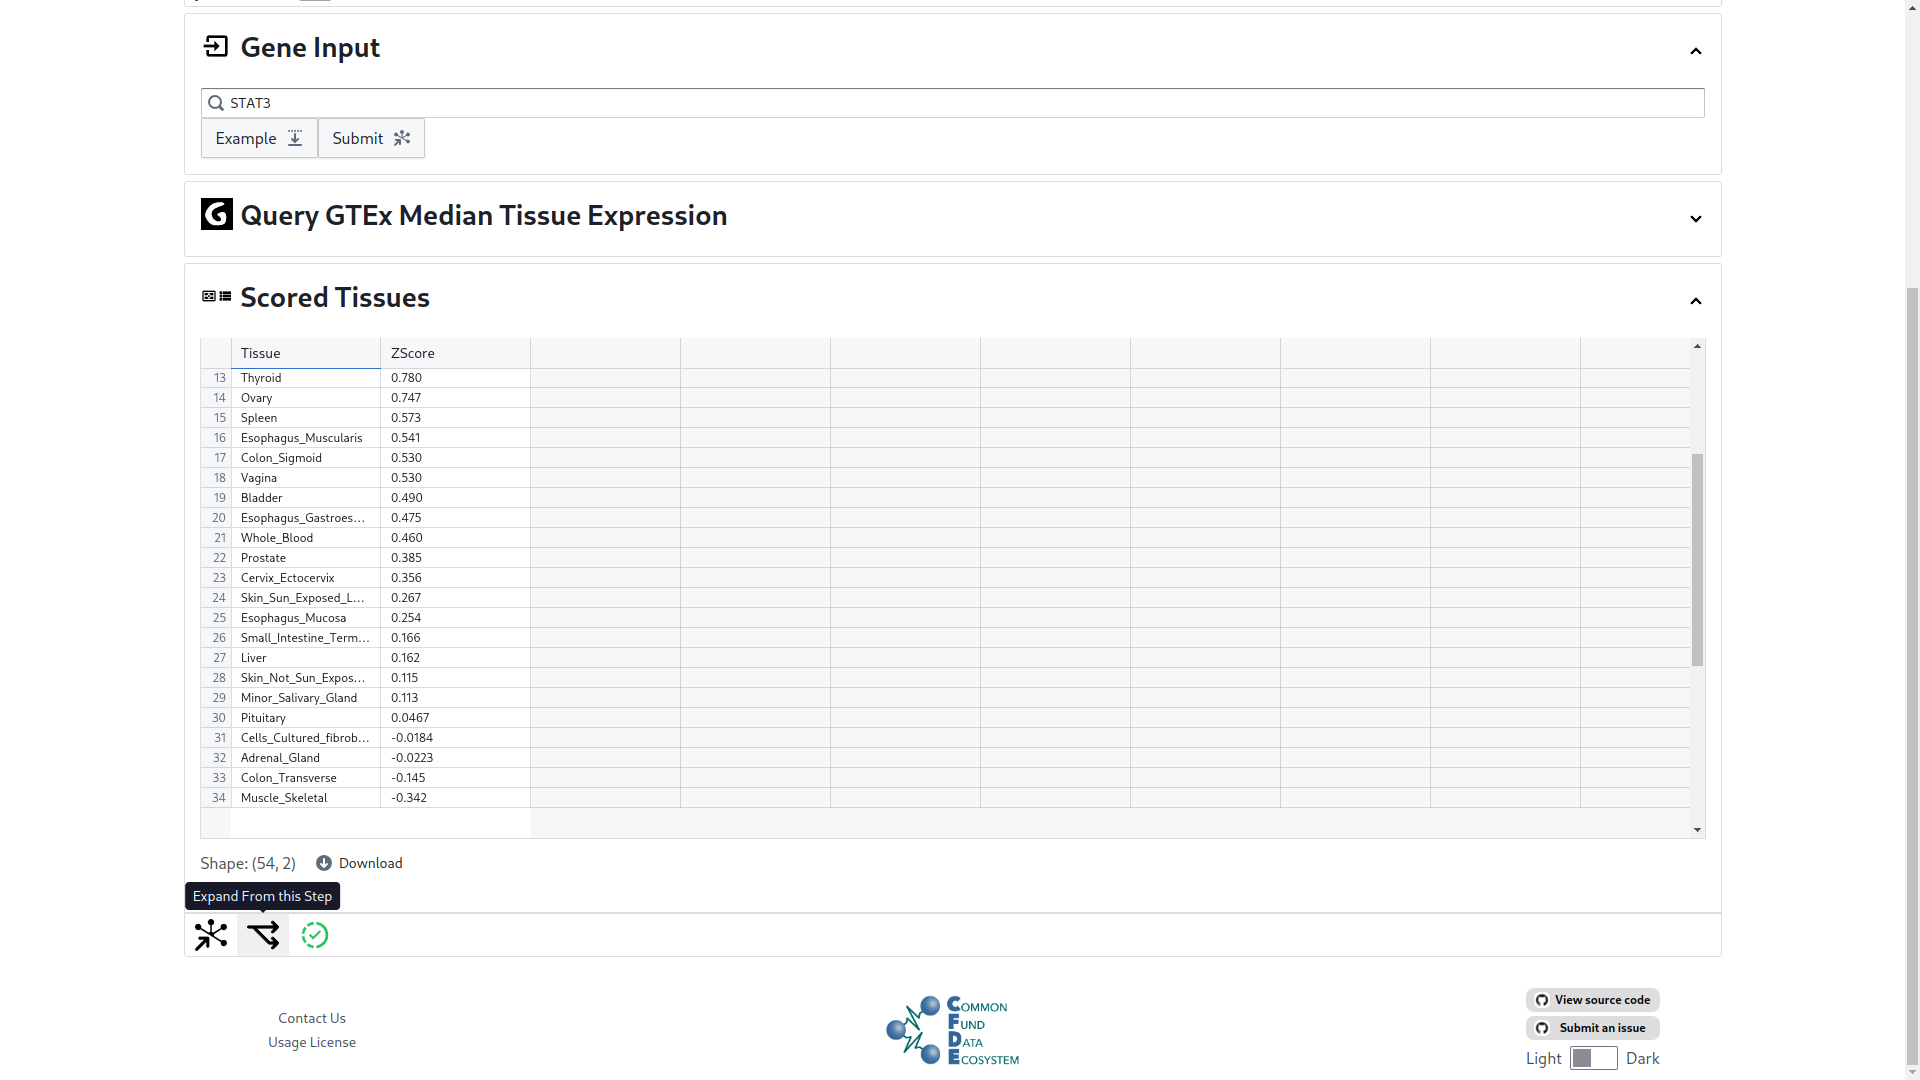 Gene Input
STAT3
Example
Submit
Query GTEx Median Tissue Expression
Scored Tissues
Tissue ZScore
13 Thyroid 0.780
14 Ovary 0.747
15 Spleen 0.573
16 Esophagus_Muscularis 0.541
17 Colon_Sigmoid 0.530
18 Vagina 0.530
19 Bladder 0.490
20 Esophagus_Gastroes... 0.475
21 Whole_Blood 0.460
22 Prostate 0.385
23 Cervix_Ectocervix 0.356
24 Skin_Sun_Exposed_L... 0.267
25 Esophagus_Mucosa 0.254
26 Small_Intestine_Term... 0.166
27 Liver 0.162
28 Skin_Not_Sun_Expos... 0.115
29 Minor_Salivary_Gland 0.113
30 Pituitary 0.0467
31 Cells_Cultured_fibrob... -0.0184
32 Adrenal_Gland -0.0223
33 Colon_Transverse -0.145
34 Muscle_Skeletal -0.342
Shape: (54, 2)
Download
Expand From this Step
Contact Us
Usage License
COMMON
FUND
DATA
ECOSYSTEM
View source code
Submit an issue
Light Dark